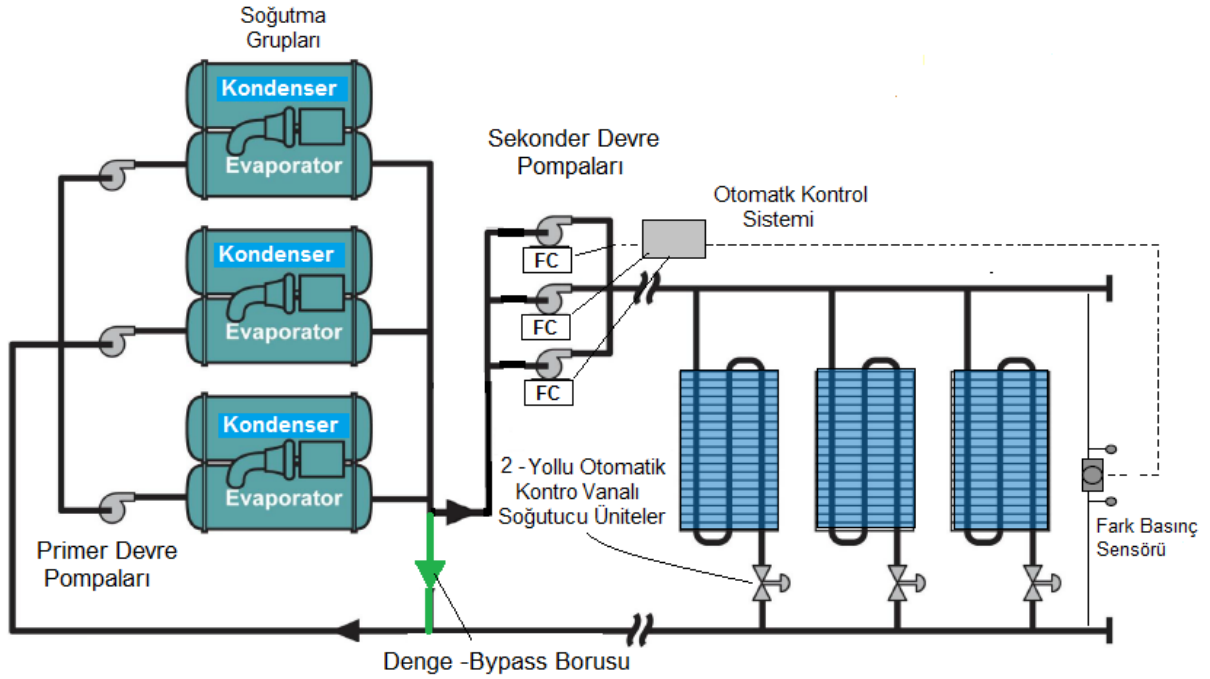 Soğutma
Grupları
Kondenser
Evaporator
Kondenser
Evaporator
Kondenser
Evaporator
Primer Devre
Pompaları
Sekonder Devre
Pompaları
FC
FC
FC
Otomatk Kontrol
Sistemi
2 -Yollu Otomatik
Kontro Vanalı
Soğutucu Üniteler
Fark Basınç
Sensörü
Denge -Bypass Borusu